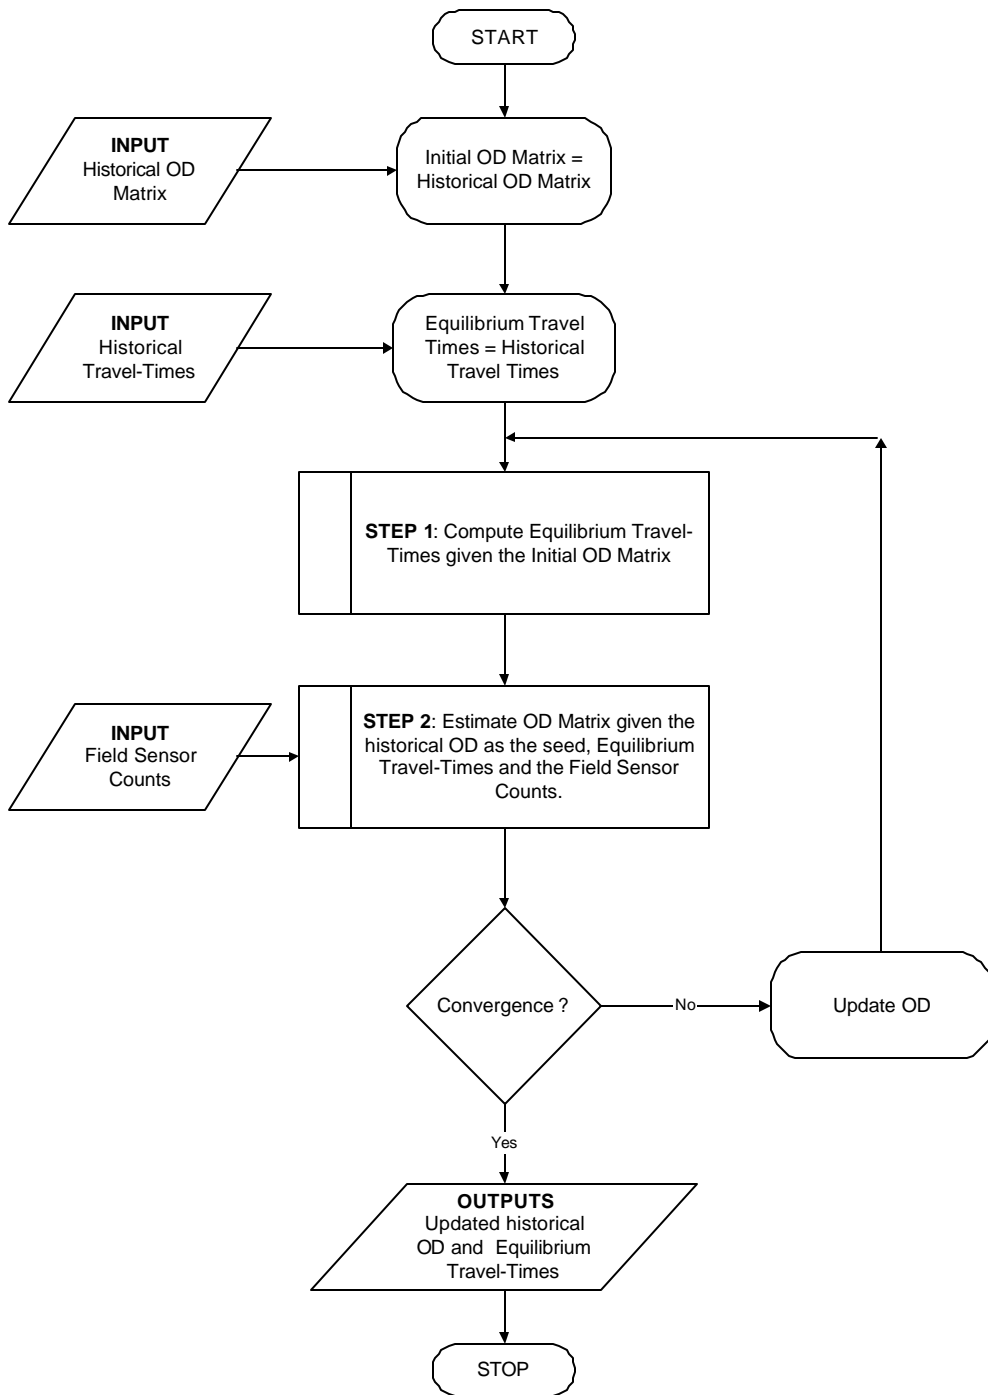 START
INPUT
Historical OD
Matrix
Initial OD Matrix =
Historical OD Matrix
INPUT
Historical
Travel-Times
Equilibrium Travel
Times = Historical
Travel Times
STEP 1: Compute Equilibrium Travel-
Times given the Initial OD Matrix
INPUT
Field Sensor
Counts
STEP 2: Estimate OD Matrix given the
historical OD as the seed, Equilibrium
Travel-Times and the Field Sensor
Counts.
Convergence ?
No
Update OD
Yes
OUTPUTS
Updated historical
OD and Equilibrium
Travel-Times
STOP